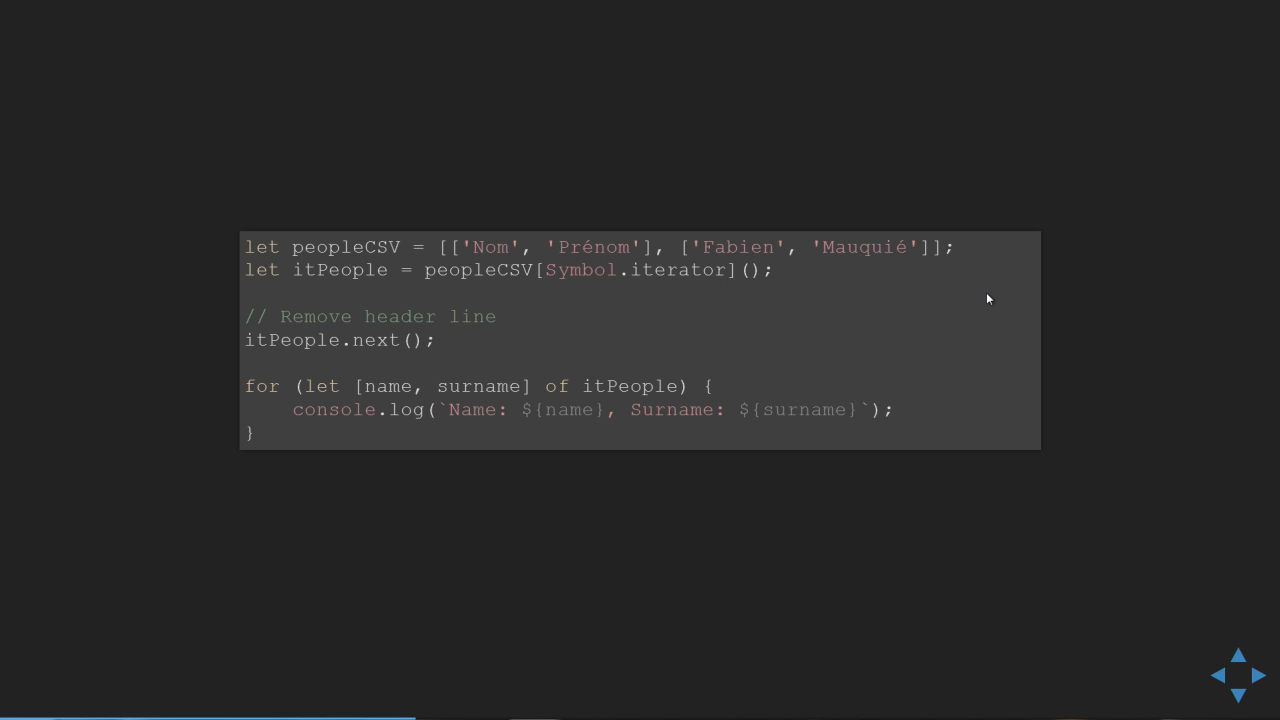 let peopleCSV = [['Nom', 'Prénom'], ['Fabien', 'Mauquié']];
let itPeople = peopleCSV[Symbol.iterator]();
// Remove header line
itPeople.next();
for (let [name, surname] of itPeople) {
console.log(`Name: ${name}, Surname: ${surname}`);
}